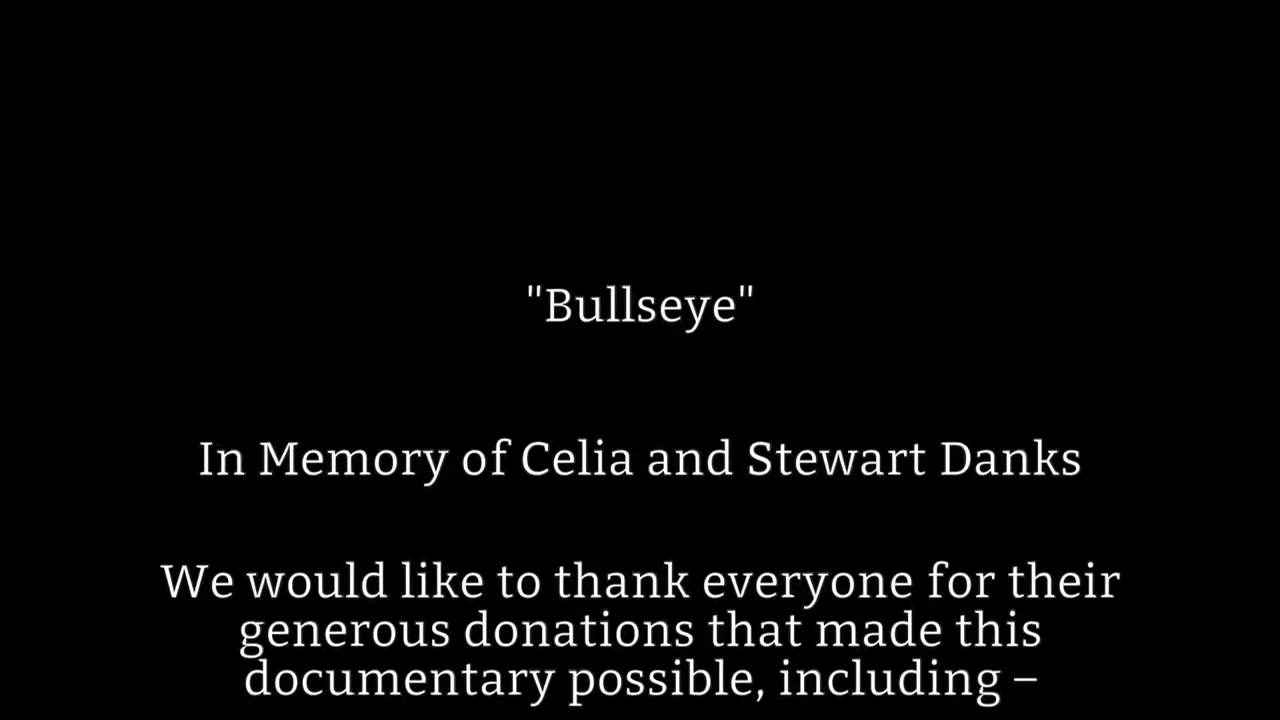 "Bullseye"
In Memory of Celia and Stewart Danks
We would like to thank everyone for their
generous donations that made this
documentary possible, including –